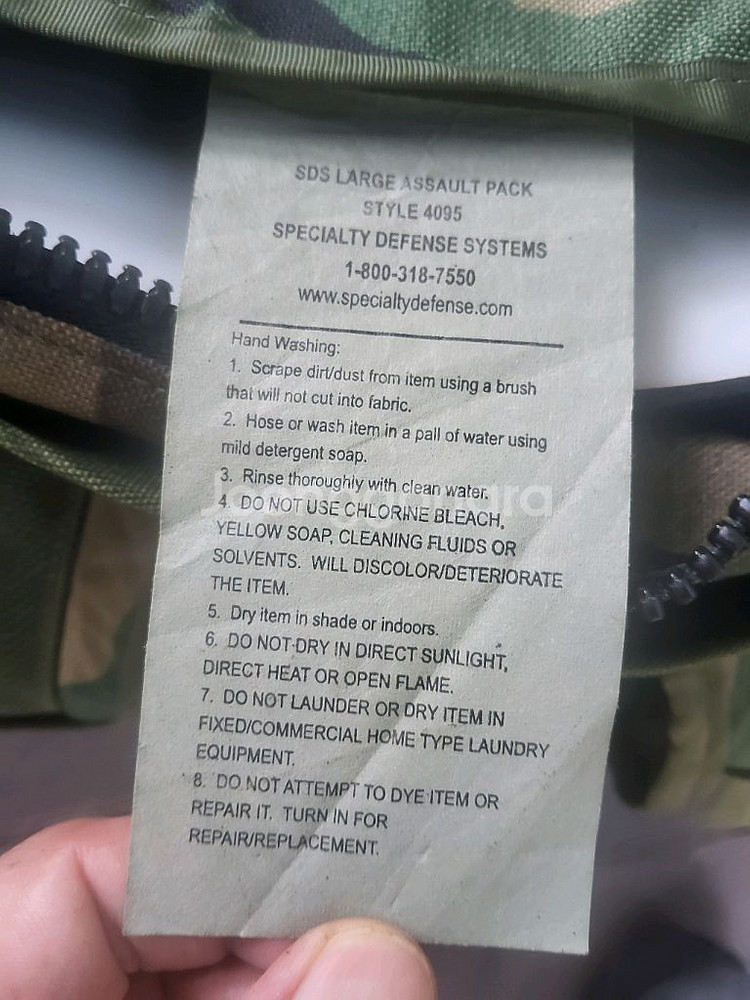 SDS LARGE ASSAULT PACK
STYLE 4095
SPECIALTY DEFENSE SYSTEMS
1-800-318-7550
www.specialtydefense.com
Hand Washing:
1. Scrape dirt/dust from item using a brush
that will not cut into fabric.
2. Hose or wash item in a pall of water using
mild detergent soap.
3. Rinse thoroughly with clean water.
4. DO NOT USE CHLORINE BLEACH,
YELLOW SOAP, CLEANING FLUIDS OR
SOLVENTS. WILL DISCOLOR/DETERIORATE
THE ITEM.
5. Dry item in shade or indoors.
6. DO NOT DRY IN DIRECT SUNLIGHT,
DIRECT HEAT OR OPEN FLAME.
7. DO NOT LAUNDER OR DRY ITEM IN
FIXED/COMMERCIAL HOME TYPE LAUNDRY
EQUIPMENT.
8. DO NOT ATTEMPT TO DYE ITEM OR
REPAIR IT. TURN IN FOR
REPAIR/REPLACEMENT.